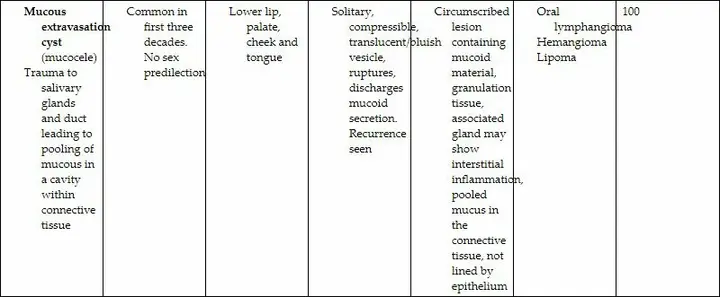 Mucous
extravasation
cyst
(mucocele)
Trauma to
salivary
glands
and duct
leading to
pooling of
mucous in
a cavity
within
connective
tissue
Common in
first three
decades.
No sex
predilection
Lower lip,
palate,
cheek and
tongue
Solitary,
compressible,
translucent/bluish
vesicle,
ruptures,
discharges
mucoid
secretion.
Recurrence
seen
Circumscribed
lesion
containing
mucoid
material,
granulation
tissue,
associated
gland may
show
interstitial
inflammation,
pooled
mucus in
the
connective
tissue, not
lined by
epithelium
Oral
lymphangioma
Hemangioma
Lipoma
100